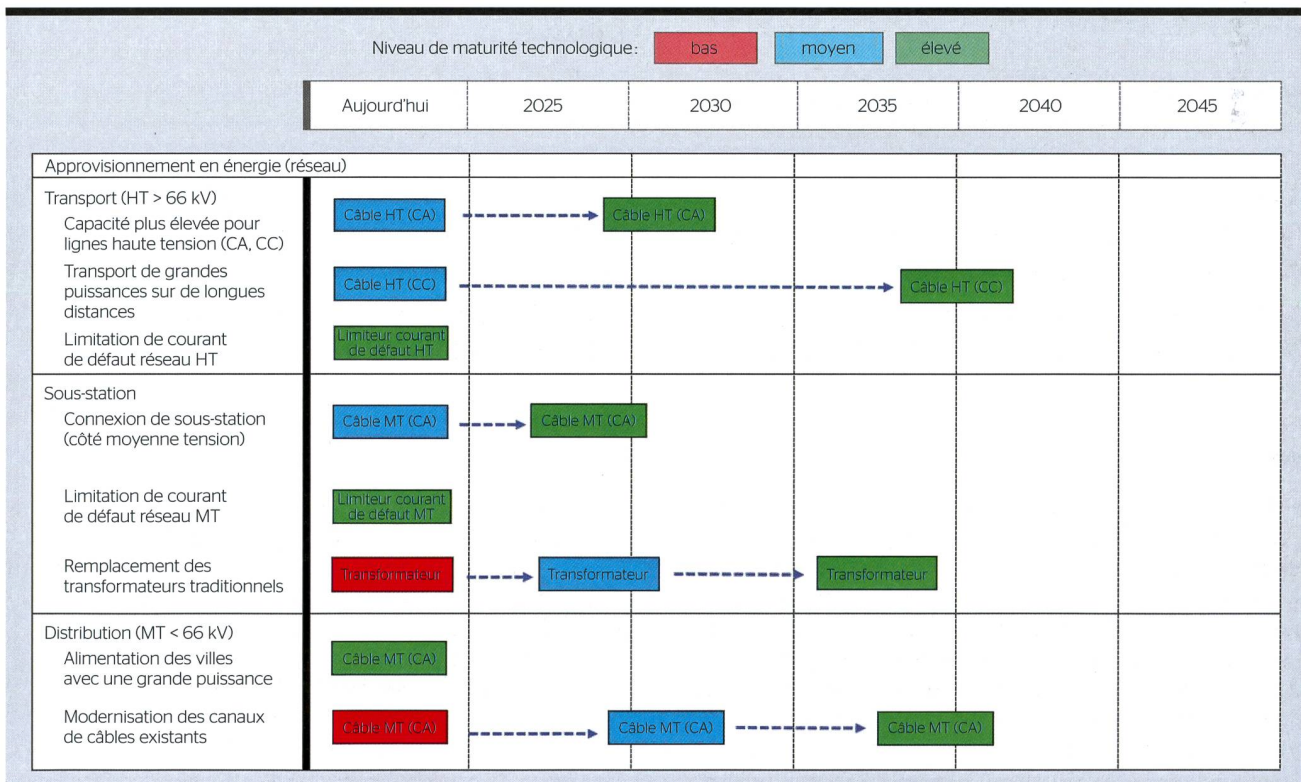 Niveau de maturité technologique: bas moyen élevé
Aujourd'hui 2025 2030 2035 2040 2045
Approvisionnement en énergie (réseau)
Transport (HT > 66 kV)
Capacité plus élevée pour
lignes haute tension (CA, CC)
Câble HT (CA) Câble HT (CA)
Transport de grandes
puissances sur de longues
distances
Câble HT (CC) Câble HT (CC)
Limitation de courant
de défaut réseau HT
Limiteur courant
de défaut HT
Sous-station
Connexion de sous-station
(côté moyenne tension)
Câble MT (CA) Câble MT (CA)
Limitation de courant
de défaut réseau MT
Limiteur courant
de défaut MT
Remplacement des
transformateurs traditionnels
Transformateur Transformateur Transformateur
Distribution (MT < 66 kV)
Alimentation des villes
avec une grande puissance
Câble MT (CA)
Modernisation des canaux
de câbles existants
Câble MT (CA) Câble MT (CA) Câble MT (CA)